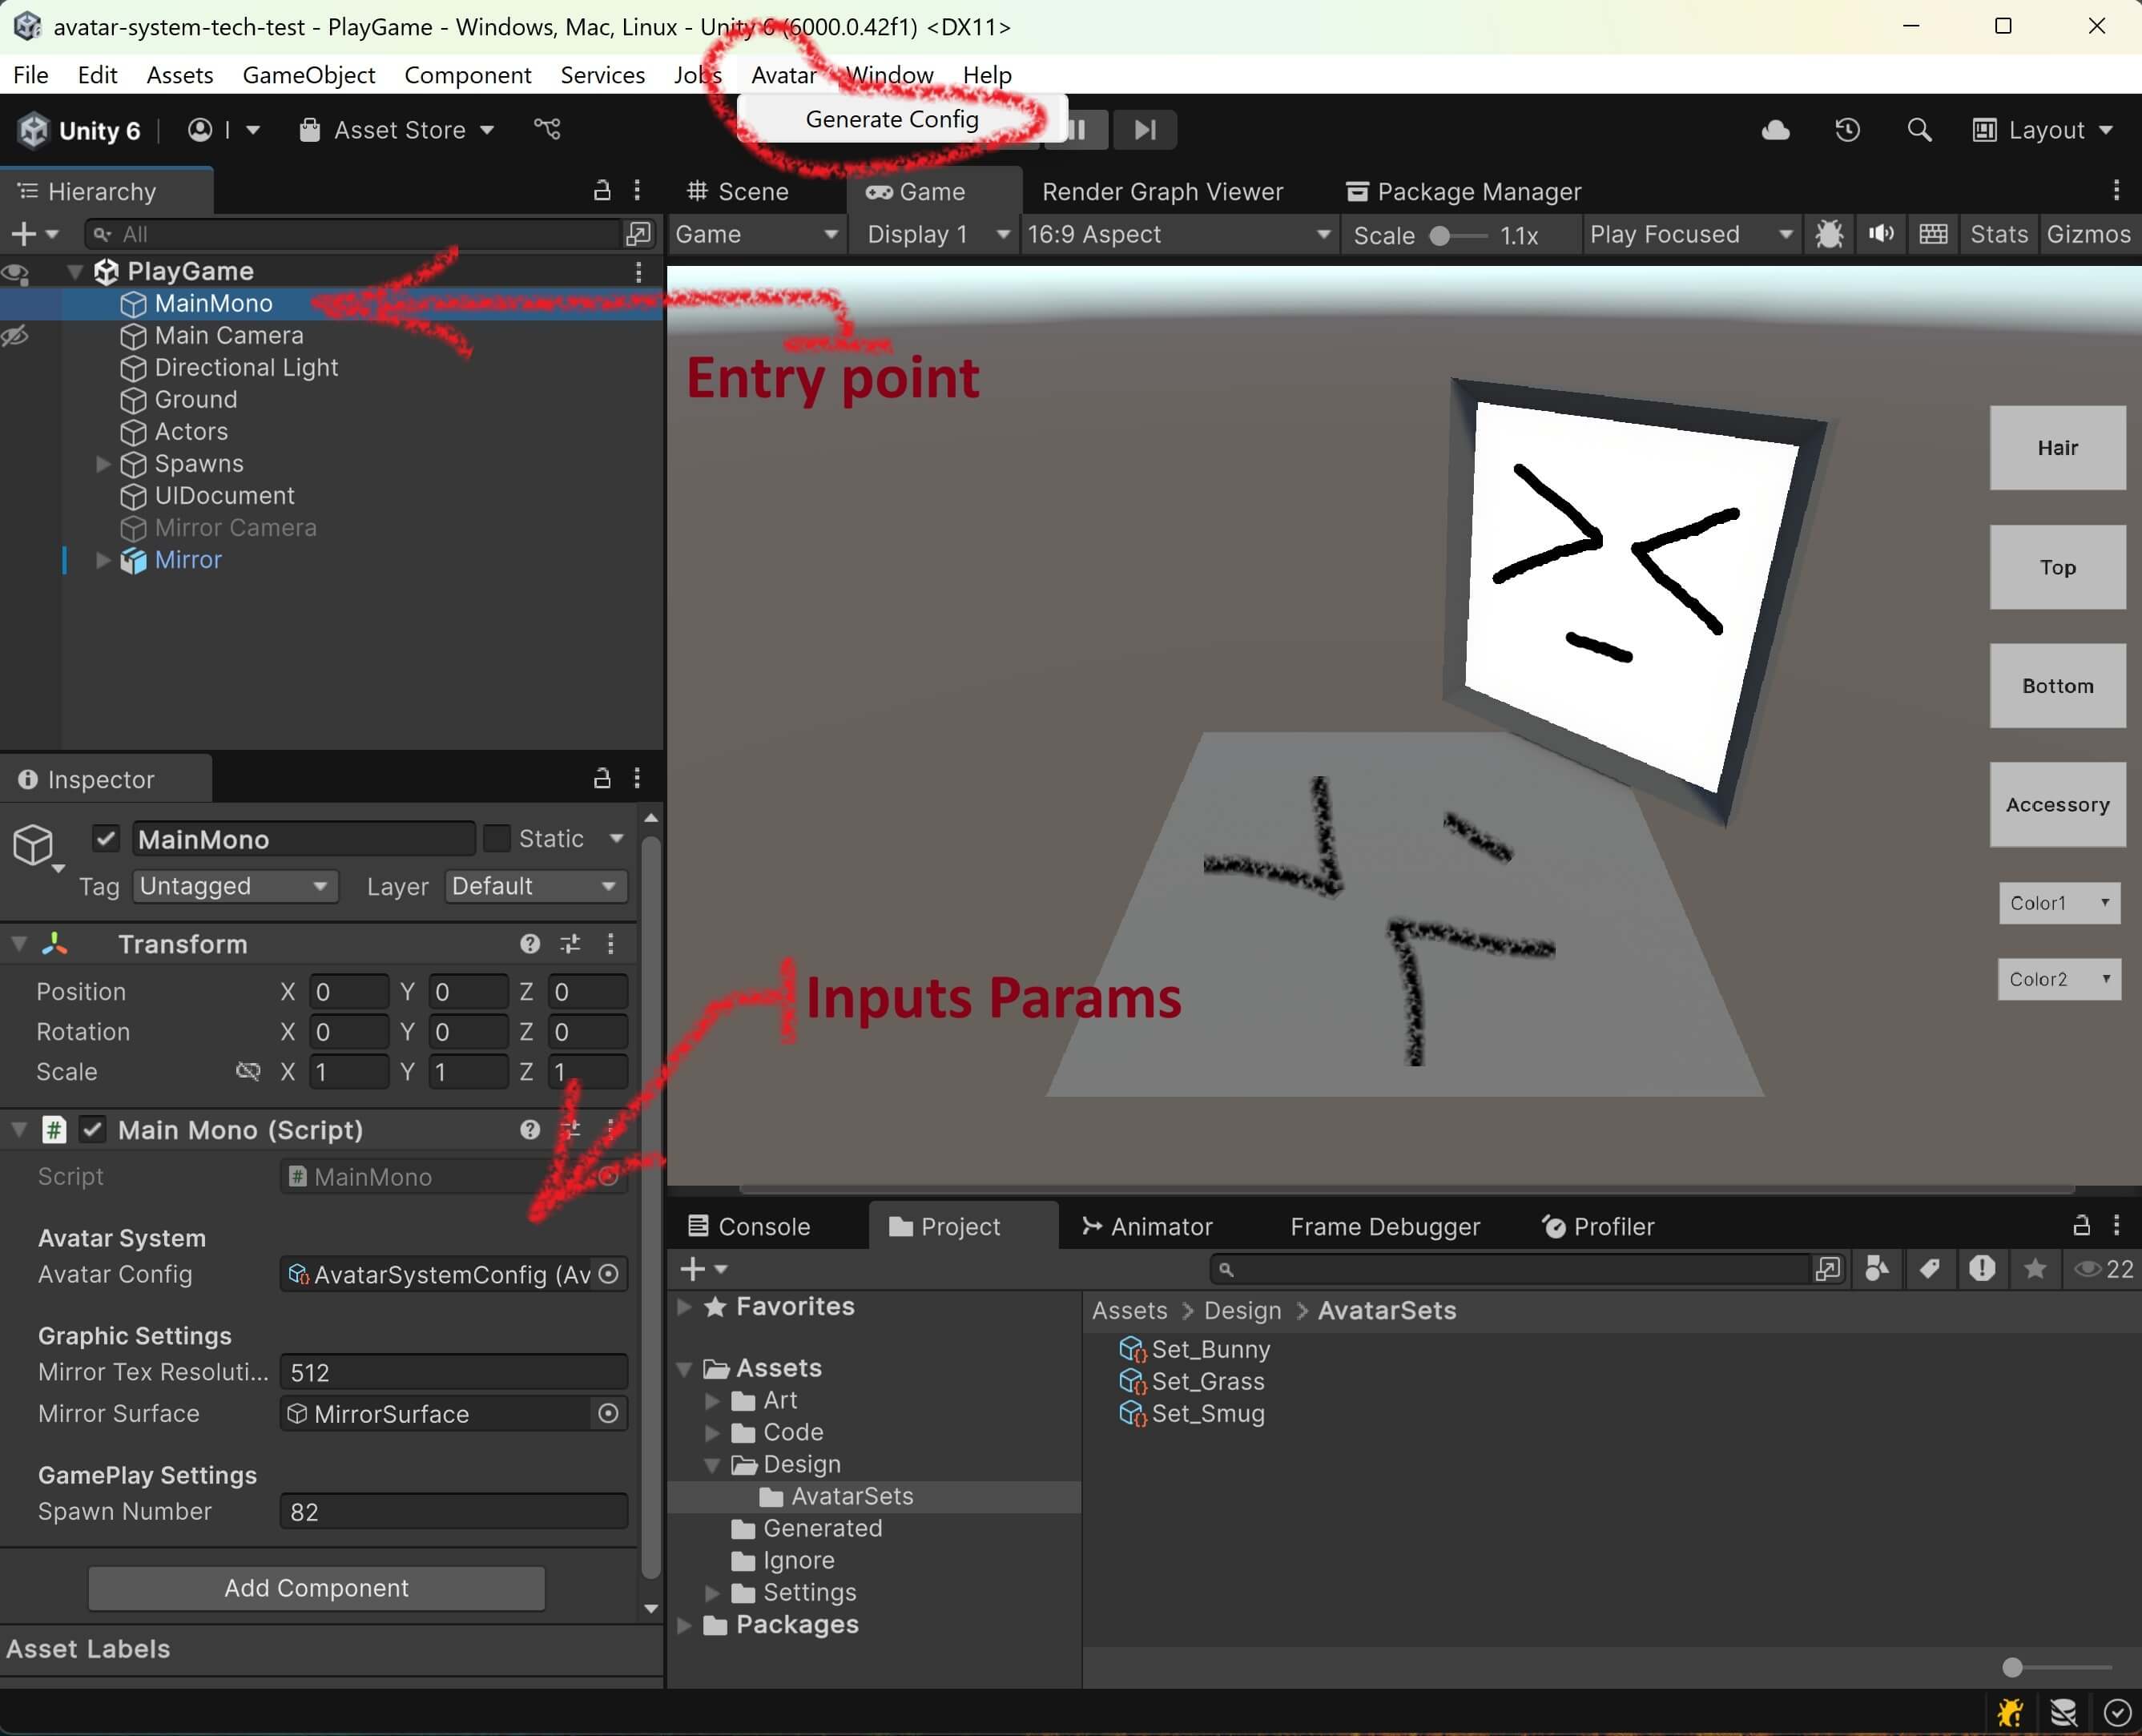 avatar-system-tech-test - PlayGame - Windows, Mac, Linux - Unity 6 (6000.0.42f1) <DX11>
File Edit Assets GameObject Component Services Jobs Avatar Window Help
Generate Config
Unity 6 I Asset Store Layout
Hierarchy
All
PlayGame
MainMono
Main Camera
Directional Light
Ground
Actors
Spawns
UIDocument
Mirror Camera
Mirror
Scene Game Render Graph Viewer Package Manager
Game Display 1 16:9 Aspect Scale 1.1x Play Focused Stats Gizmos
Entry point
Inputs Params
Hair
Top
Bottom
Accessory
Color1
Color2
Inspector
MainMono Static
Tag Untagged Layer Default
Transform
Position X 0 Y 0 Z 0
Rotation X 0 Y 0 Z 0
Scale X 1 Y 1 Z 1
# Main Mono (Script)
Script # MainMono
Avatar System
Avatar Config AvatarSystemConfig (Av
Graphic Settings
Mirror Tex Resoluti... 512
Mirror Surface MirrorSurface
GamePlay Settings
Spawn Number 82
Add Component
Asset Labels
Console Project Animator Frame Debugger Profiler
22
Favorites
Assets
Art
Code
Design
AvatarSets
Generated
Ignore
Settings
Packages
Assets > Design > AvatarSets
Set_Bunny
Set_Grass
Set_Smug